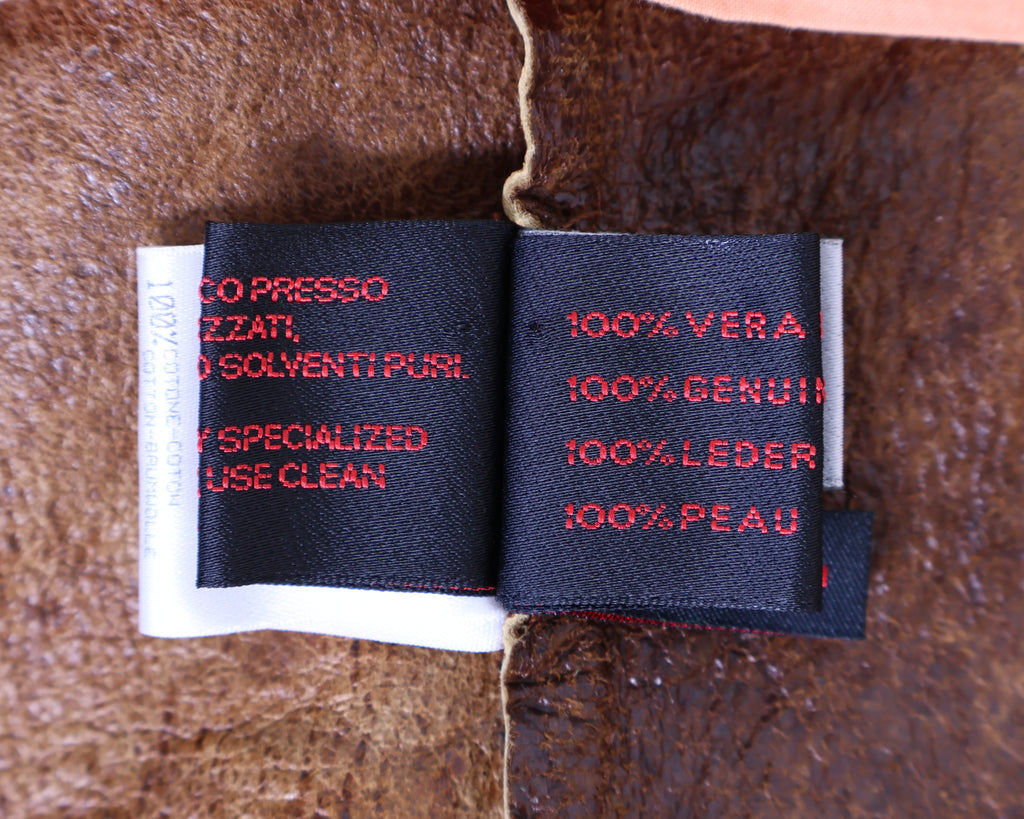 CO PRESSO
IZZATI,
O SOLVENTI PURI.
Y SPECIALIZED
USE CLEAN
100% VERA
100% GENUIN
100% LEDER
100% PEAU
100% COTONE-COTON
COTTON-BAUMWOLLE